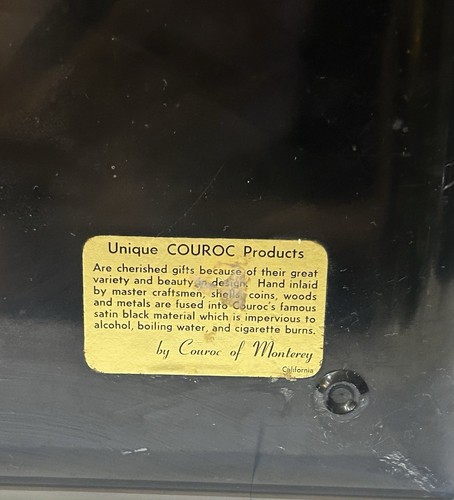 Unique COUROC Products
Are cherished gifts because of their great
variety and beauty design. Hand inlaid
by master craftsmen, shells, coins, woods
and metals are fused into Couroc's famous
satin black material which is impervious to
alcohol, boiling water, and cigarette burns.
by Couroc of Monterey
California